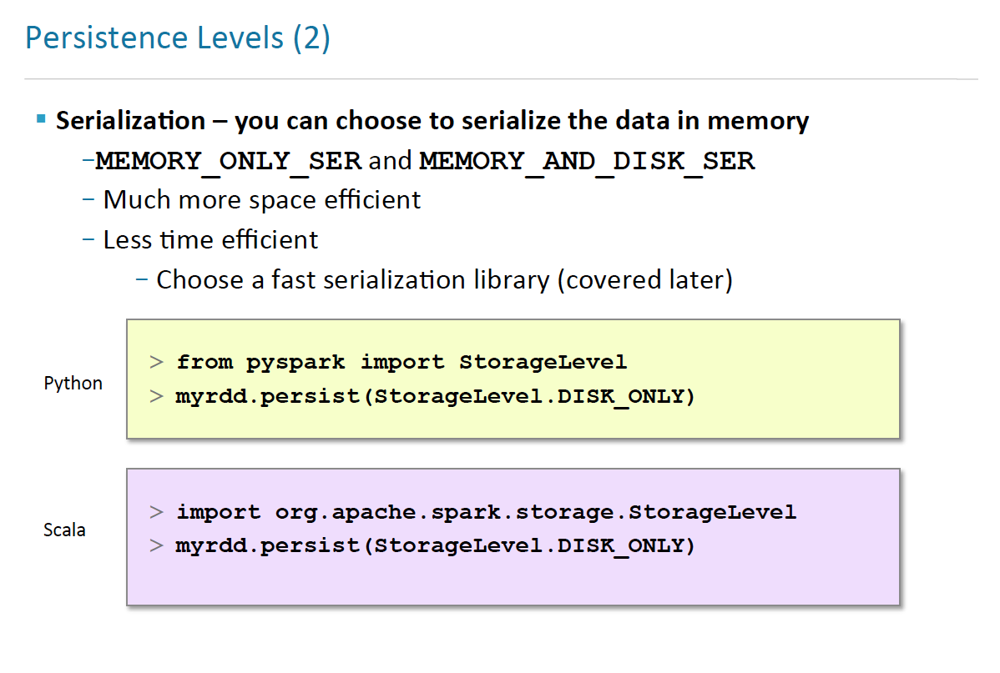 Persistence Levels (2)
▪ Serialization – you can choose to serialize the data in memory
–MEMORY_ONLY_SER and MEMORY_AND_DISK_SER
– Much more space efficient
– Less time efficient
– Choose a fast serialization library (covered later)
> from pyspark import StorageLevel
Python
> myrdd.persist(StorageLevel.DISK_ONLY)
> import org.apache.spark.storage.StorageLevel
Scala
> myrdd.persist(StorageLevel.DISK_ONLY)